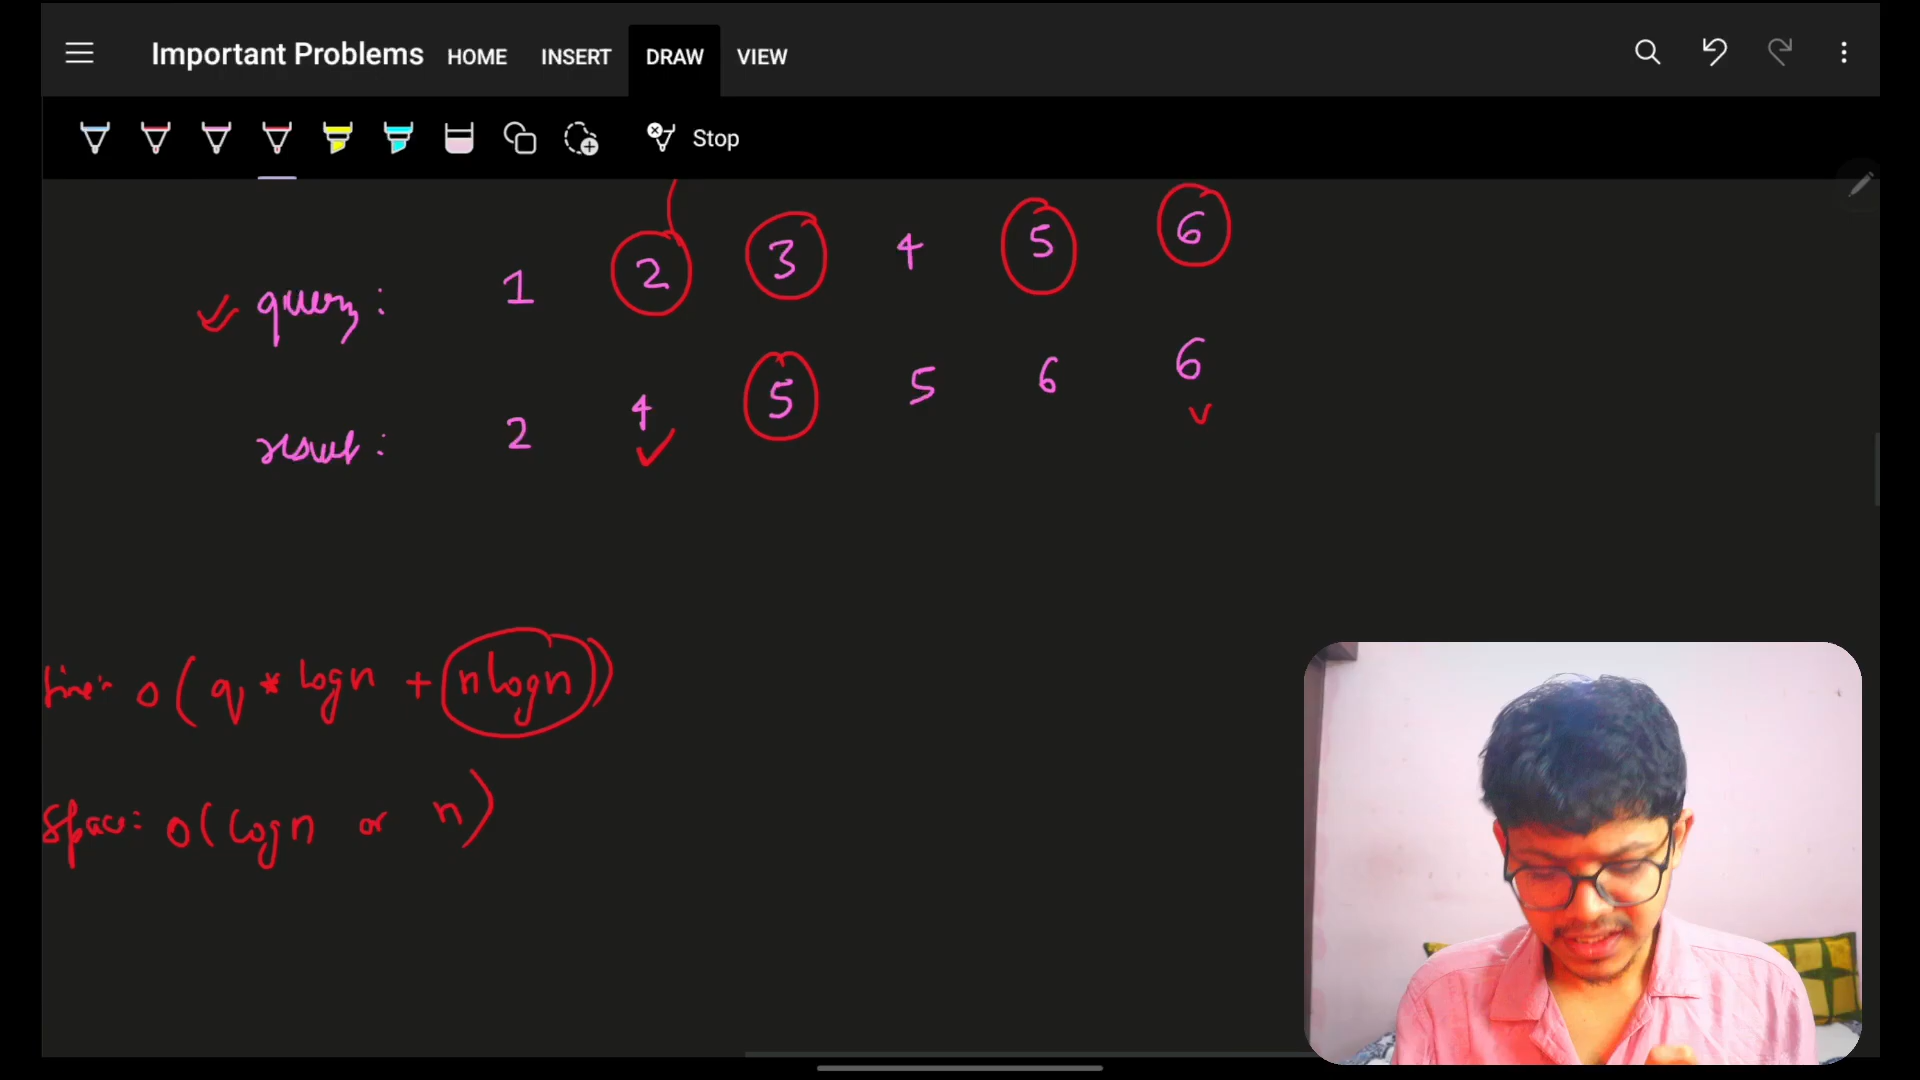 Important Problems HOME INSERT DRAW VIEW
Stop
query: 1 2 3 4 5 6
result: 2 4 5 5 6 6
time: O(q * logn + nlogn)
Space: O(logn or n)